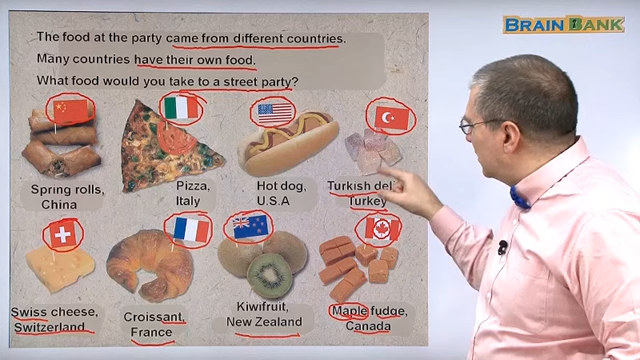 BRAIN BANK
The food at the party came from different countries.
Many countries have their own food.
What food would you take to a street party?
Spring rolls,
China
Pizza,
Italy
Hot dog,
U.S.A
Turkish del
Turkey
Swiss cheese,
Switzerland
Croissant,
France
Kiwifruit,
New Zealand
Maple fudge,
Canada